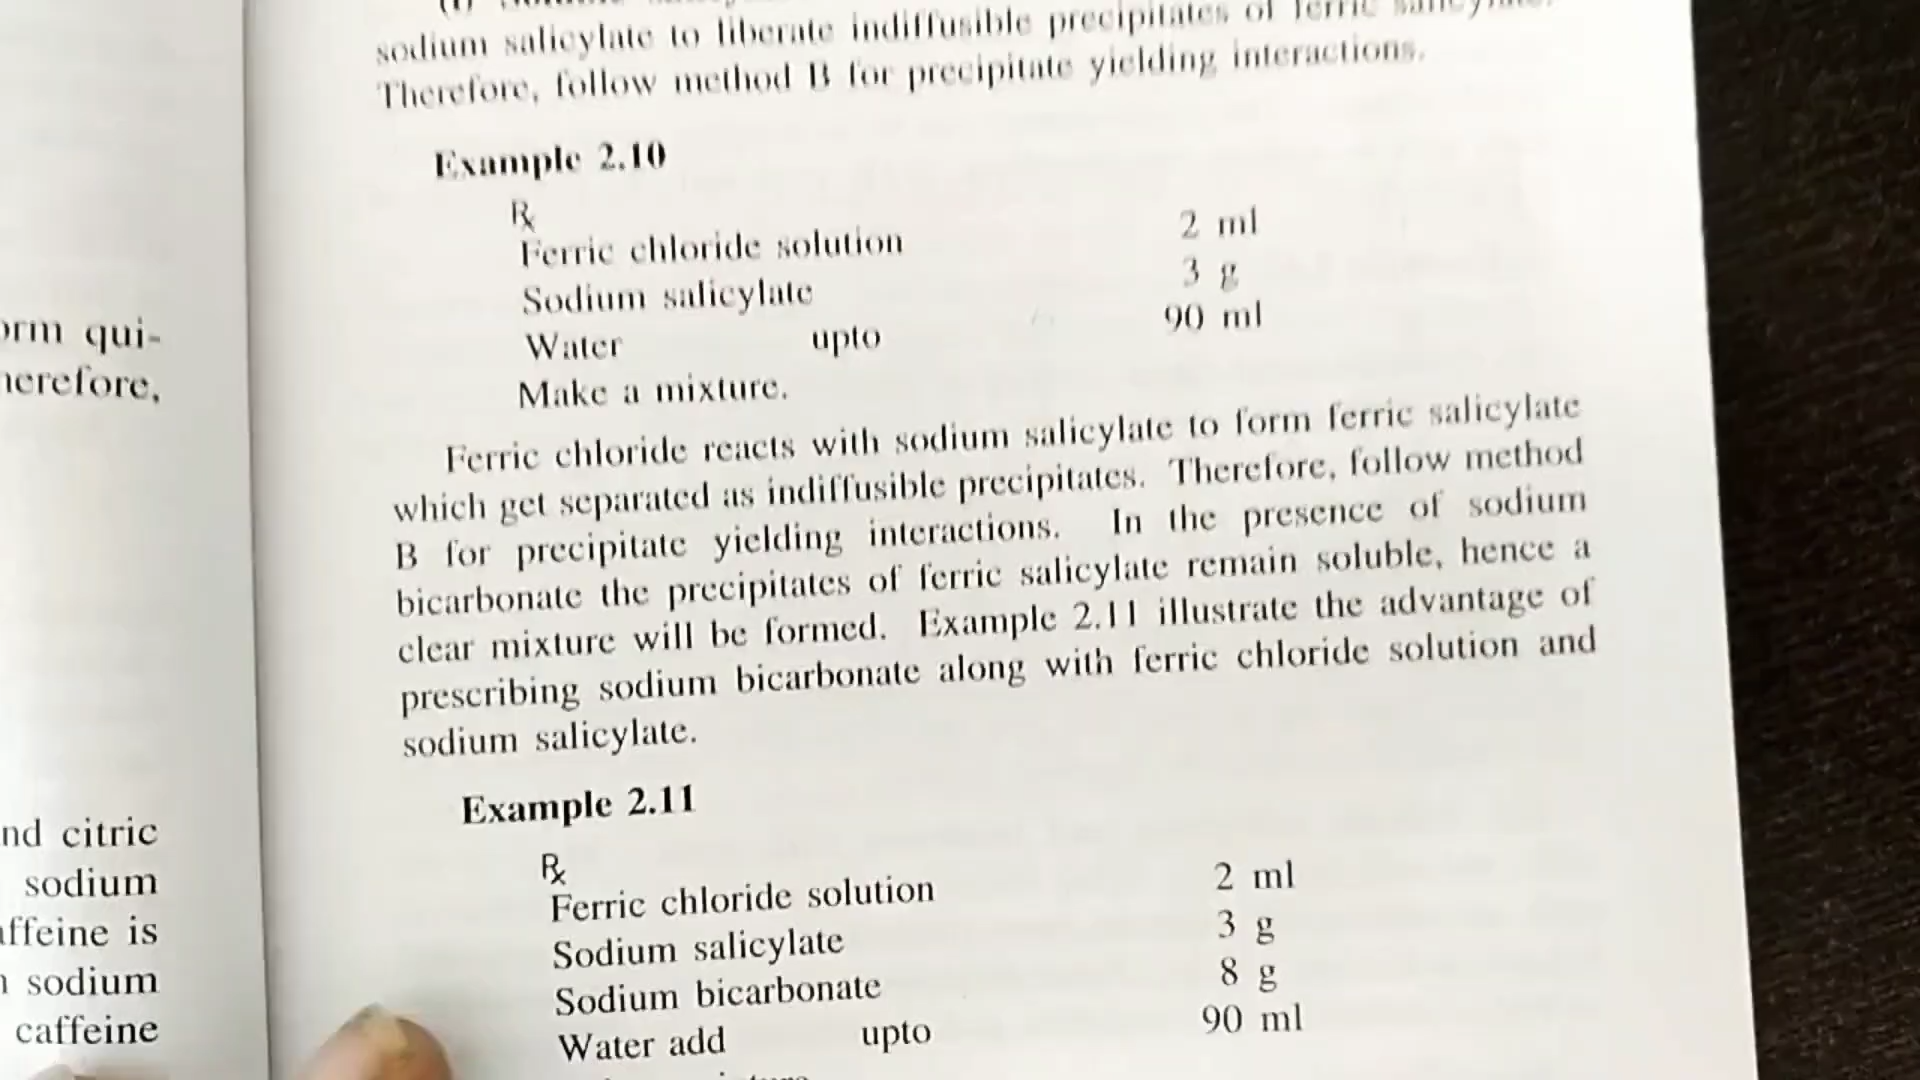 orm qui-
herefore,
nd citric
sodium
affeine is
n sodium
caffeine
sodium salicylate to liberate indiffusible precipitates of ferric salicylate.
Therefore, follow method B for precipitate yielding interactions.
Example 2.10
℞
Ferric chloride solution 2 ml
Sodium salicylate 3 g
Water upto 90 ml
Make a mixture.
Ferric chloride reacts with sodium salicylate to form ferric salicylate
which get separated as indiffusible precipitates. Therefore, follow method
B for precipitate yielding interactions. In the presence of sodium
bicarbonate the precipitates of ferric salicylate remain soluble, hence a
clear mixture will be formed. Example 2.11 illustrate the advantage of
prescribing sodium bicarbonate along with ferric chloride solution and
sodium salicylate.
Example 2.11
℞
Ferric chloride solution 2 ml
Sodium salicylate 3 g
Sodium bicarbonate 8 g
Water add upto 90 ml